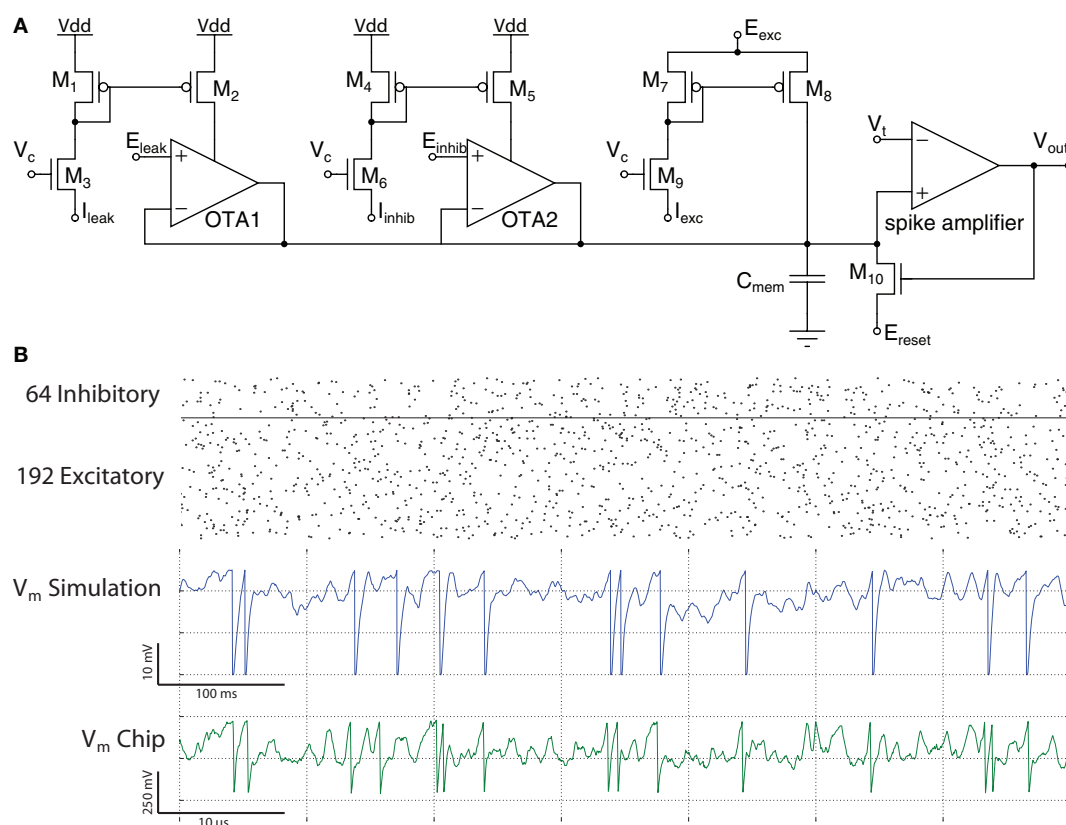 A
Vdd
Vdd
Vdd
Vdd
E_exc
M_1
M_2
M_4
M_5
M_7
M_8
V_c
E_leak
V_c
E_inhib
V_c
V_t
V_out
M_3
M_6
M_9
+
−
+
−
−
+
I_leak
OTA1
I_inhib
OTA2
I_exc
spike amplifier
C_mem
M_10
E_reset
B
64 Inhibitory
192 Excitatory
V_m Simulation
10 mV
100 ms
V_m Chip
250 mV
10 us